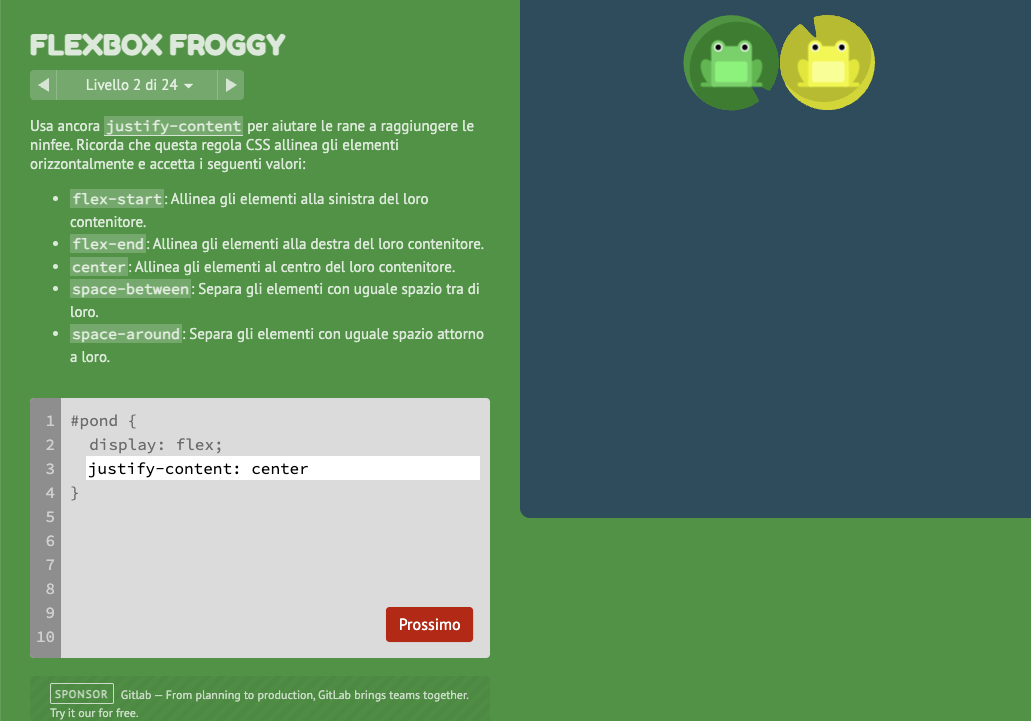 FLEXBOX FROGGY
Livello 2 di 24
Usa ancora justify-content per aiutare le rane a raggiungere le
ninfee. Ricorda che questa regola CSS allinea gli elementi
orizzontalmente e accetta i seguenti valori:
• flex-start: Allinea gli elementi alla sinistra del loro
contenitore.
• flex-end: Allinea gli elementi alla destra del loro contenitore.
• center: Allinea gli elementi al centro del loro contenitore.
• space-between: Separa gli elementi con uguale spazio tra di
loro.
• space-around: Separa gli elementi con uguale spazio attorno
a loro.
1 #pond {
2 display: flex;
3 justify-content: center
4 }
5
6
7
8
9
10
Prossimo
SPONSOR Gitlab — From planning to production, GitLab brings teams together.
Try it our for free.